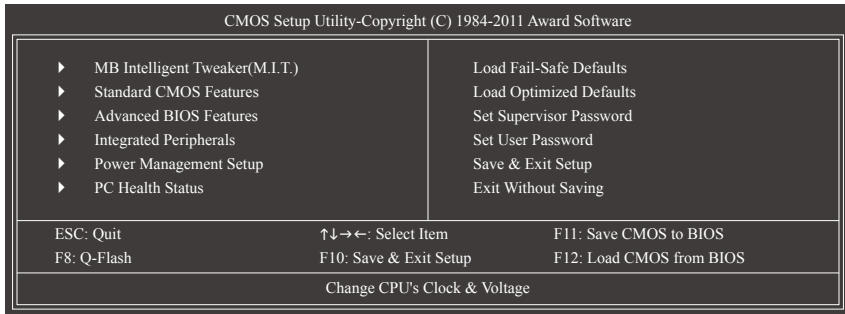 CMOS Setup Utility-Copyright (C) 1984-2011 Award Software
MB Intelligent Tweaker(M.I.T.)
Standard CMOS Features
Advanced BIOS Features
Integrated Peripherals
Power Management Setup
PC Health Status
Load Fail-Safe Defaults
Load Optimized Defaults
Set Supervisor Password
Set User Password
Save & Exit Setup
Exit Without Saving
ESC: Quit
↑↓→←: Select Item
F11: Save CMOS to BIOS
F8: Q-Flash
F10: Save & Exit Setup
F12: Load CMOS from BIOS
Change CPU's Clock & Voltage